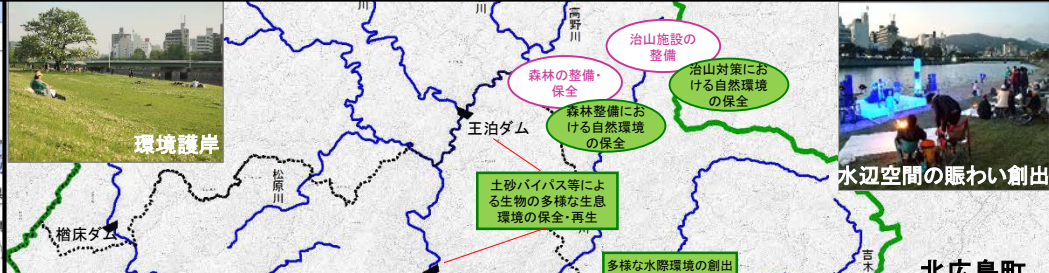 川
川
高野川
治山施設の
整備
森林の整備・
保全
治山対策にお
ける自然環境
の保全
森林整備にお
ける自然環境
の保全
王泊ダム
環境護岸
水辺空間の賑わい創出
松原川
土砂バイパス等によ
る生物の多様な生息
環境の保全・再生
楢床ダム
多様な水際環境の創出
吉木
北広島町